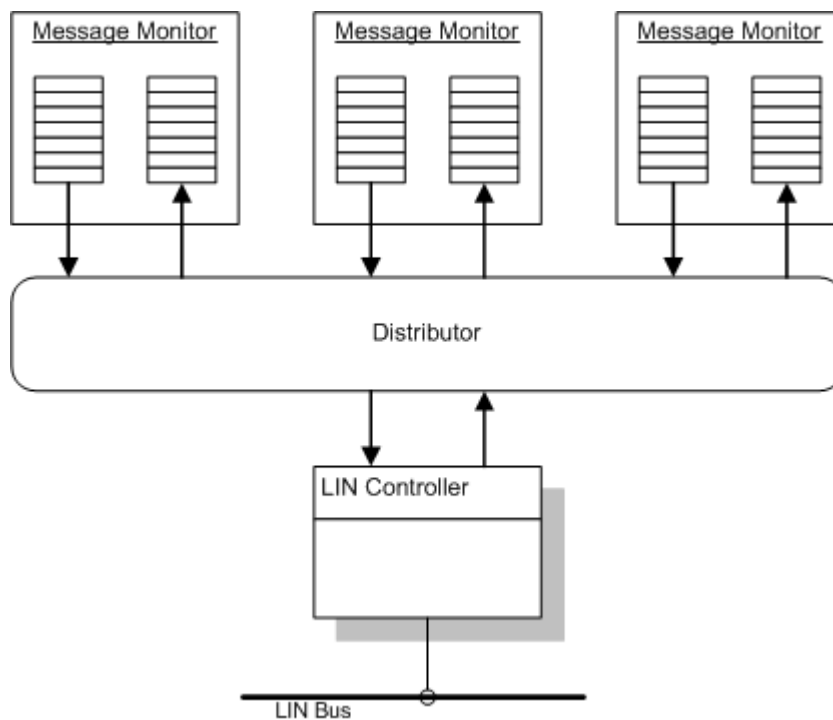 Message Monitor
Message Monitor
Message Monitor
Distributor
LIN Controller
LIN Bus